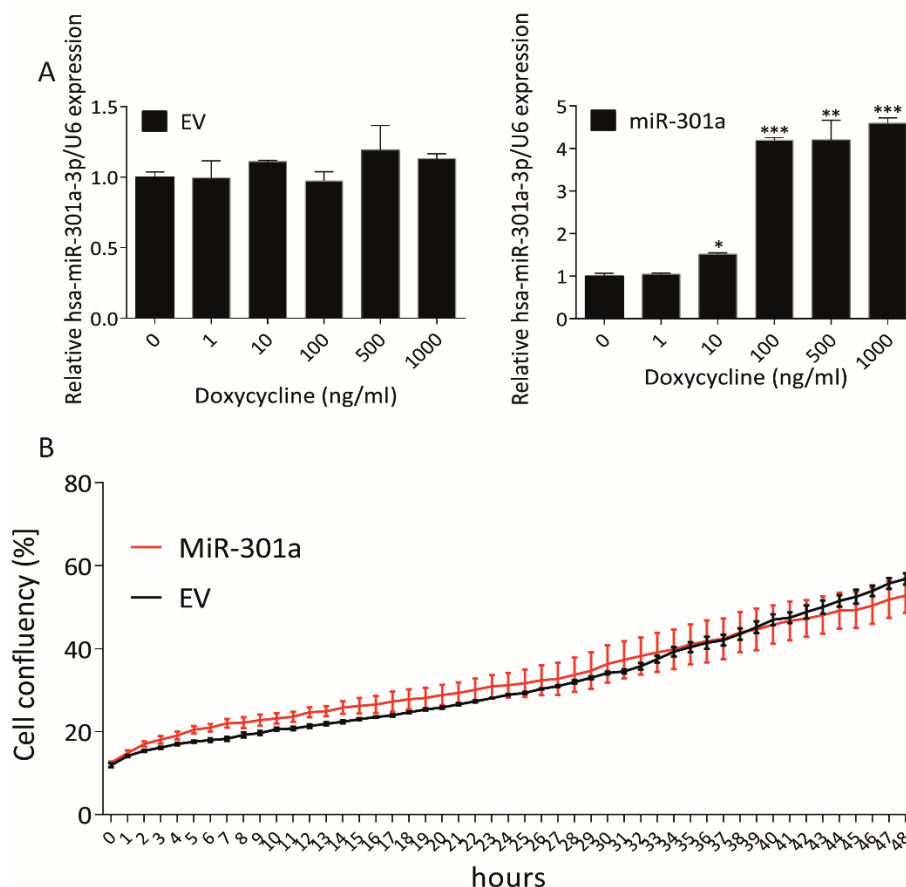 A
Relative hsa-miR-301a-3p/U6 expression
EV
1.5
1.0
0.5
0.0
0 1 10 100 500 1000
Doxycycline (ng/ml)
Relative hsa-miR-301a-3p/U6 expression
miR-301a
5
4
3
2
1
0
* *** ** ***
0 1 10 100 500 1000
Doxycycline (ng/ml)
B
Cell confluency (%]
80
60
40
20
0
MiR-301a
EV
0 1 2 3 4 5 6 7 8 9 10 11 12 13 14 15 16 17 18 19 20 21 22 23 24 25 26 27 28 29 30 31 32 33 34 35 36 37 38 39 40 41 42 43 44 45 46 47 48
hours